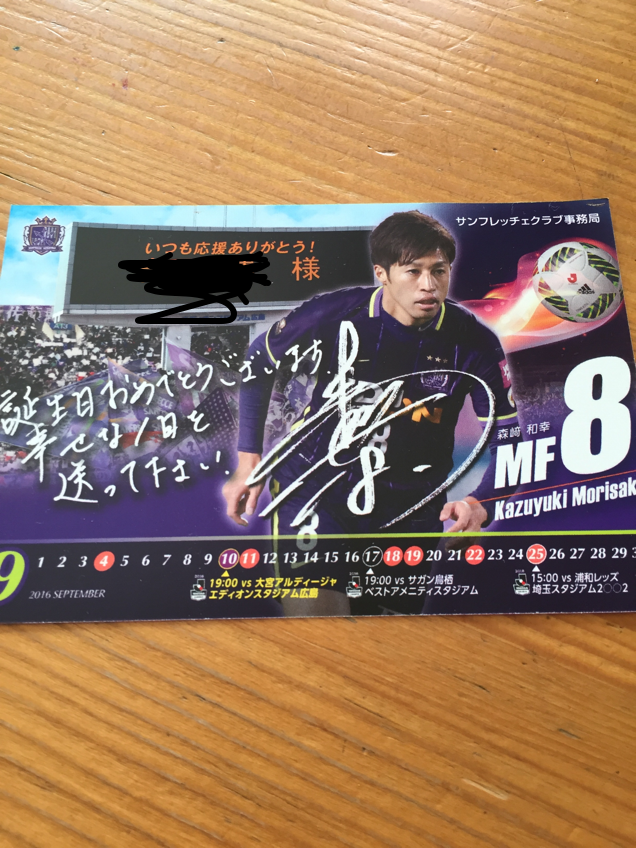 サンフレッチェクラブ事務局
いつも応援ありがとう!
様
誕生日おめでとうございます.
幸せな1日を
送って下さい!
8
森﨑 和幸
MF 8
Kazuyuki Morisak
9
1 2 3 4 5 6 7 8 9 10 11 12 13 14 15 16 17 18 19 20 21 22 23 24 25 26 27 28 29 3
2016 SEPTEMBER
19:00 vs 大宮アルディージャ
エディオンスタジアム広島
19:00 vs サガン鳥栖
ベストアメニティスタジアム
15:00 vs 浦和レッズ
埼玉スタジアム2○○2